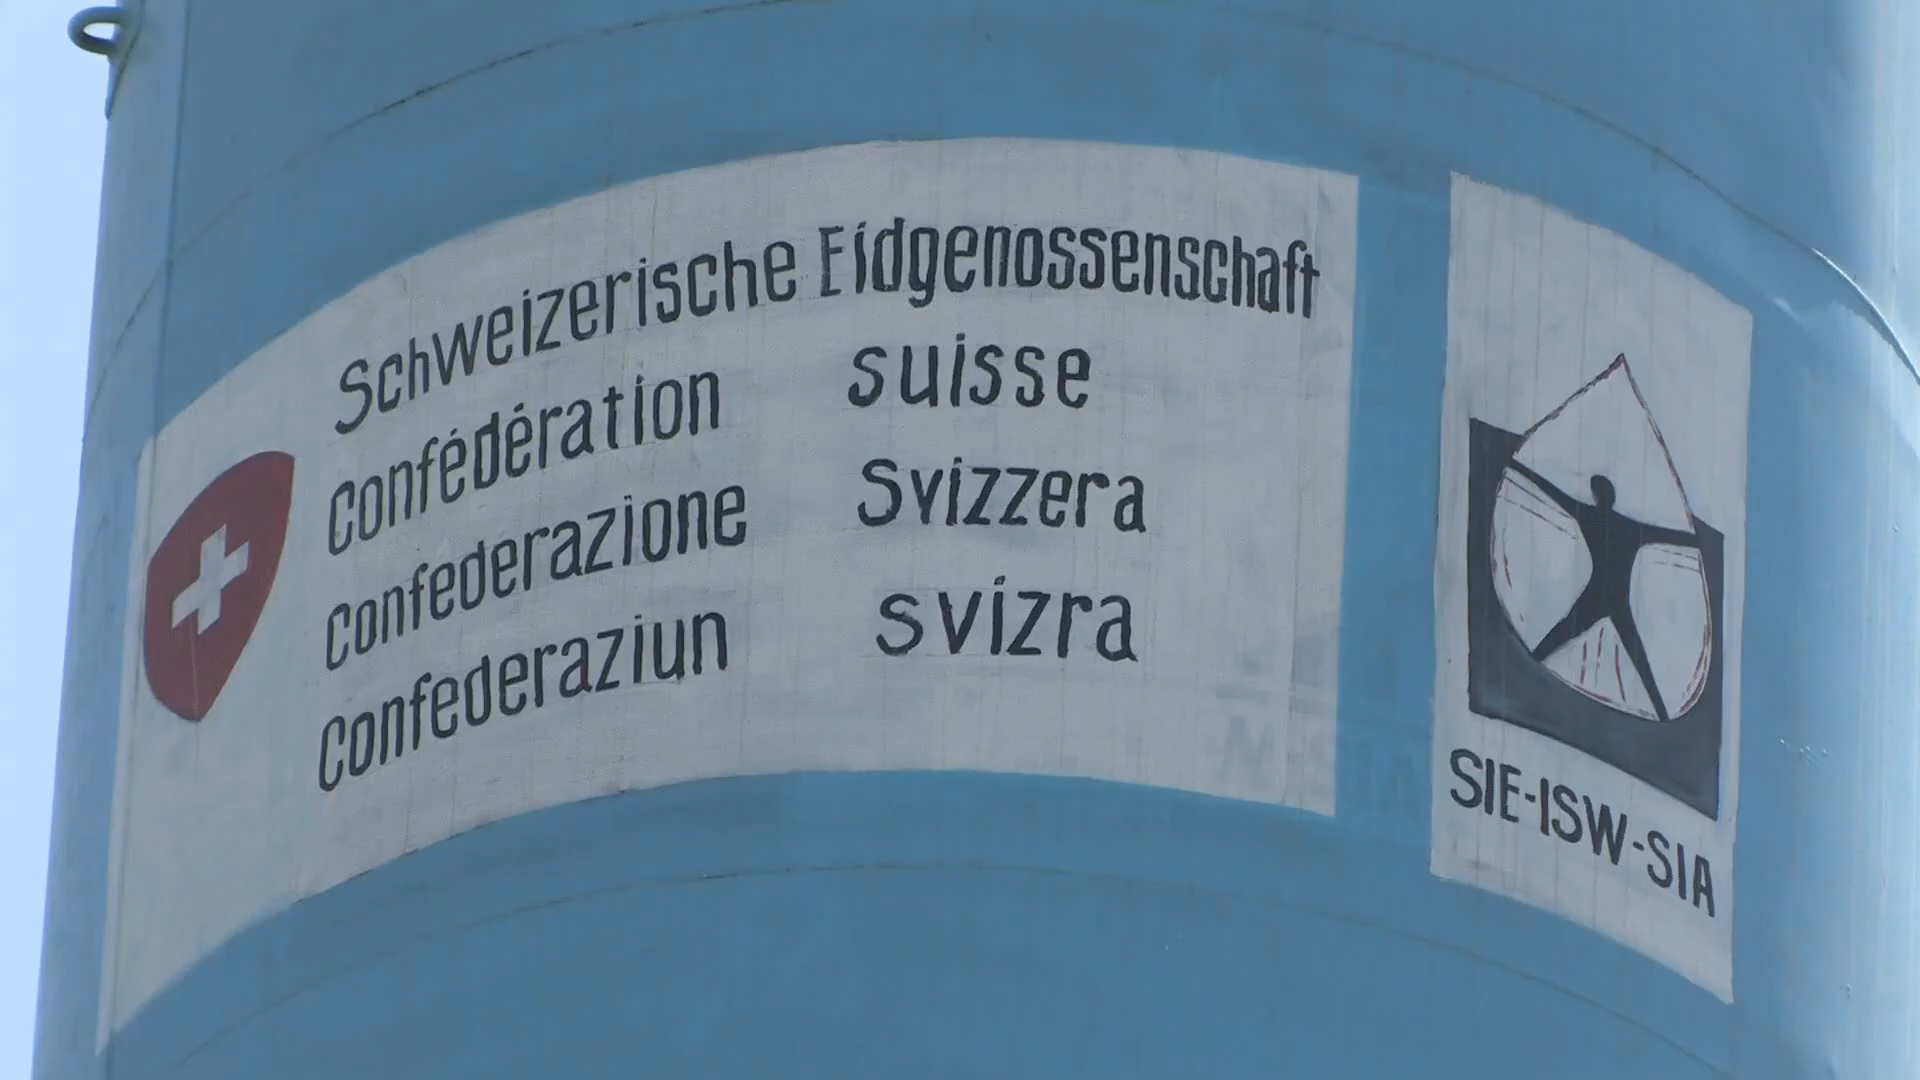 Schweizerische Eidgenossenschaft
Confédération suisse
Confederazione Svizzera
Confederaziun svizra
SIE-ISW-SIA